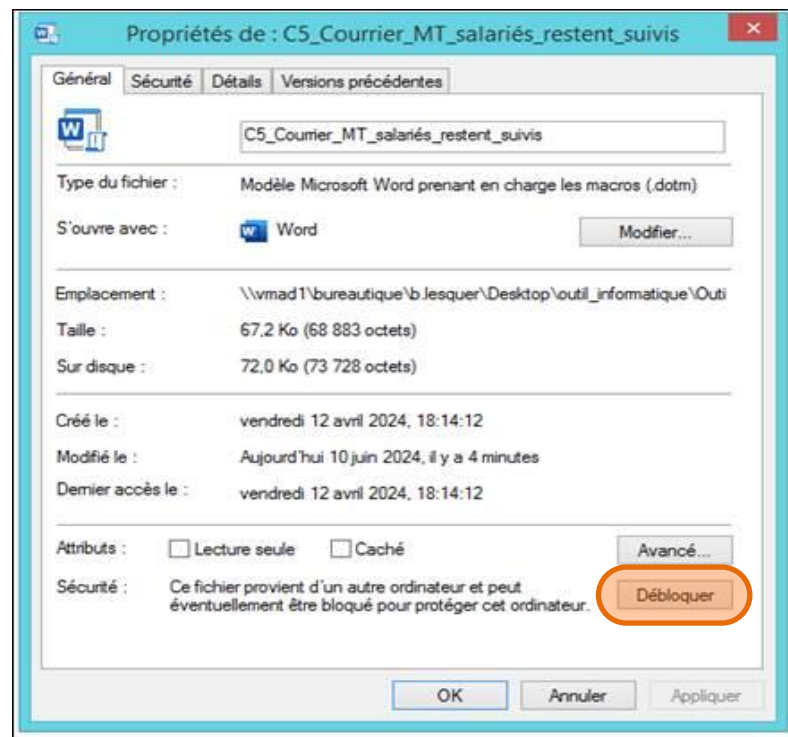 Propriétés de : C5_Courrier_MT_salariés_restent_suivis
Général Sécurité Détails Versions précédentes
C5_Courrier_MT_salariés_restent_suivis
Type du fichier : Modèle Microsoft Word prenant en charge les macros (.dotm)
S'ouvre avec : Word Modifier...
Emplacement : \\vmad1\bureautique\b.lesquer\Desktop\outil_informatique\Outi
Taille : 67,2 Ko (68 883 octets)
Sur disque : 72,0 Ko (73 728 octets)
Créé le : vendredi 12 avril 2024, 18:14:12
Modifié le : Aujourd'hui 10 juin 2024, il y a 4 minutes
Dernier accès le : vendredi 12 avril 2024, 18:14:12
Attributs : Lecture seule Caché Avancé...
Sécurité : Ce fichier provient d'un autre ordinateur et peut
éventuellement être bloqué pour protéger cet ordinateur. Débloquer
OK Annuler Appliquer